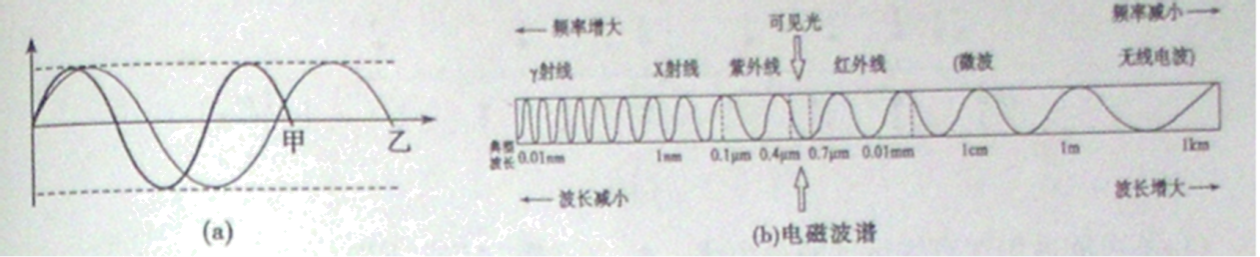 甲
乙
(a)
←频率增大
可见光
频率减小→
γ射线 X射线 紫外线 红外线 (微波 无线电波)
典型
波长 0.01nm 1nm 0.1μm 0.4μm 0.7μm 0.01mm 1cm 1m 1km
←波长减小
波长增大→
(b)电磁波谱